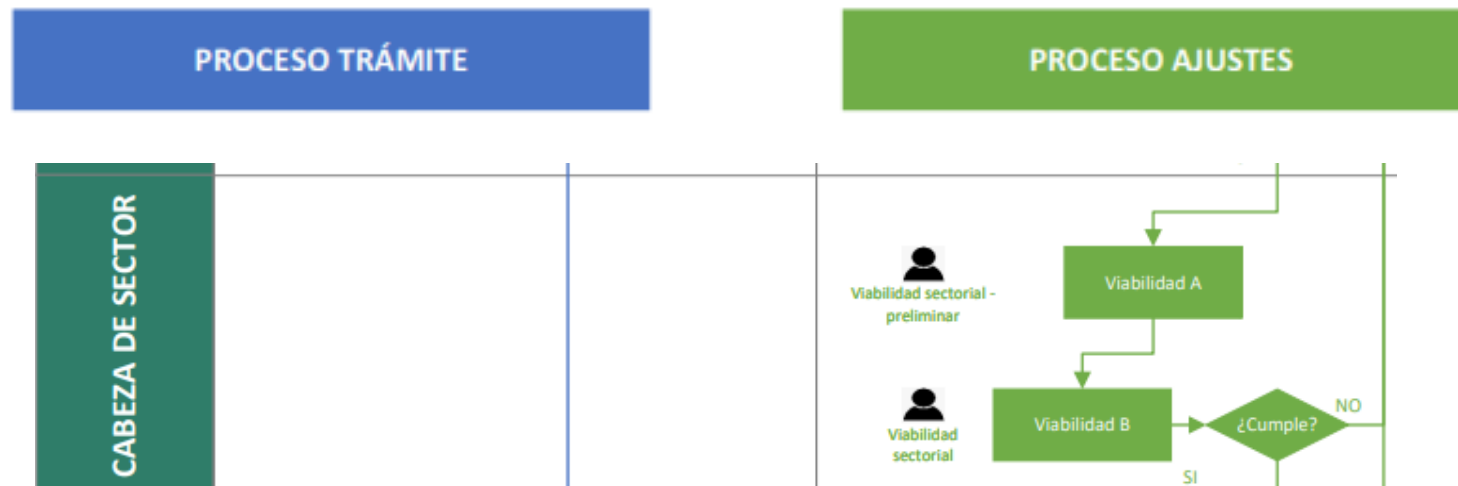 PROCESO TRÁMITE
PROCESO AJUSTES
CABEZA DE SECTOR
Viabilidad sectorial -
preliminar
Viabilidad A
Viabilidad
sectorial
Viabilidad B
¿Cumple?
NO
SI